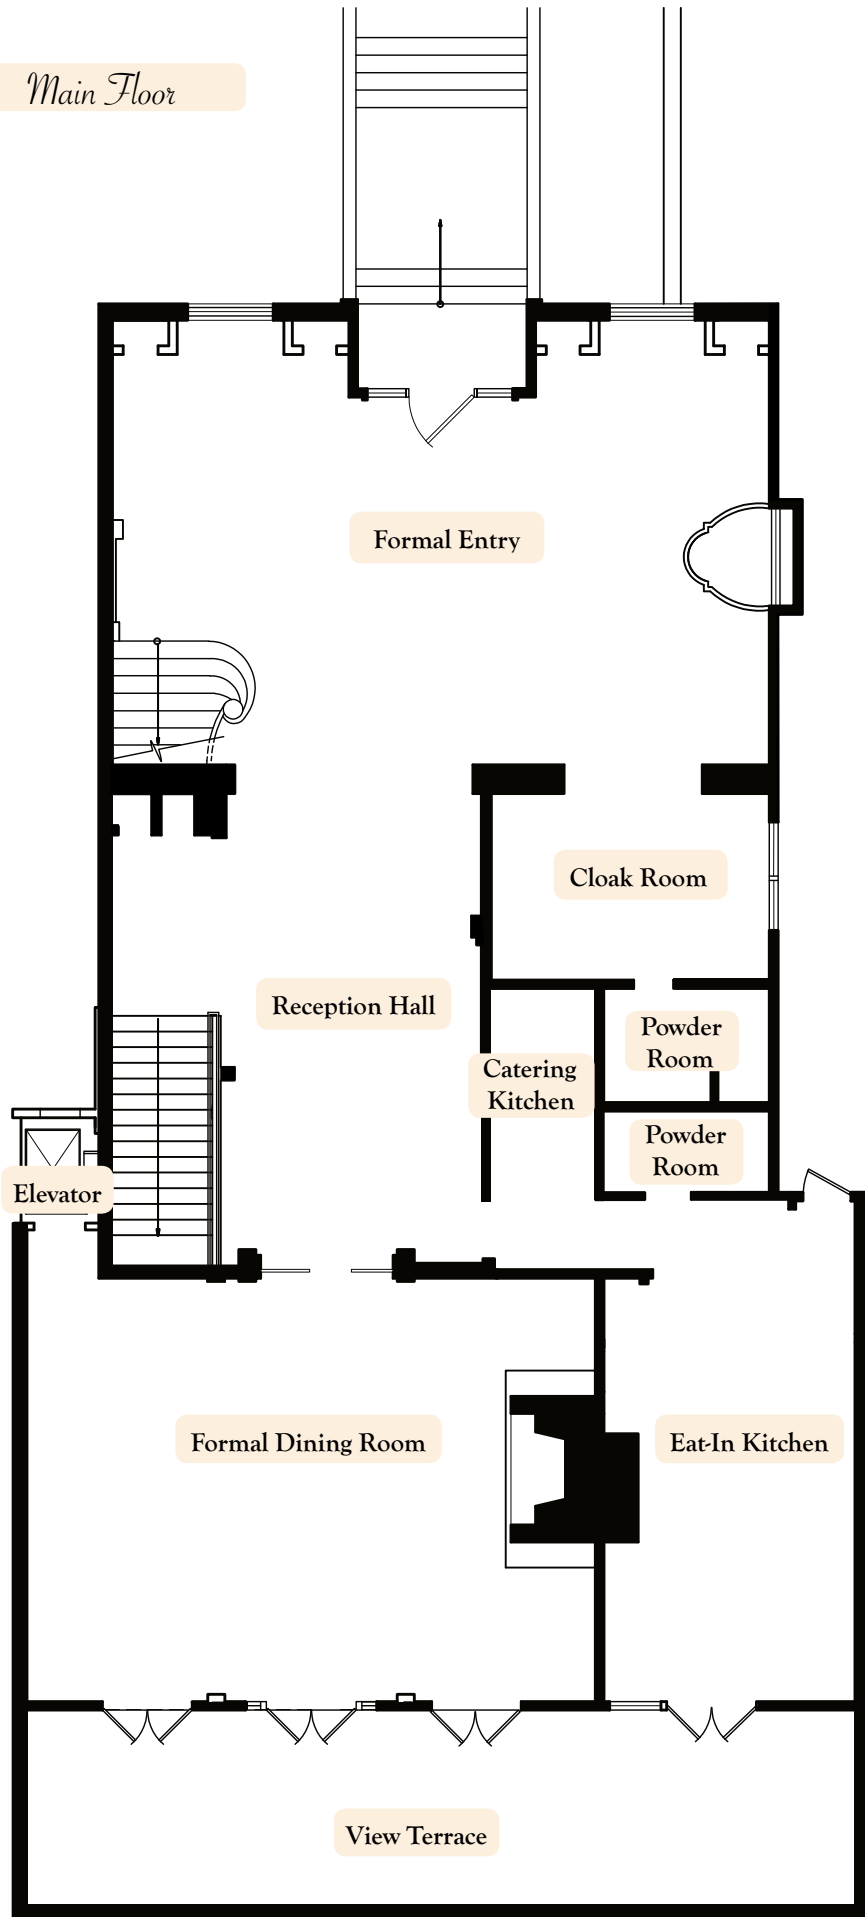 Main Floor
Formal Entry
Cloak Room
Reception Hall
Powder
Room
Catering
Kitchen
Powder
Room
Elevator
Formal Dining Room
Eat-In Kitchen
View Terrace